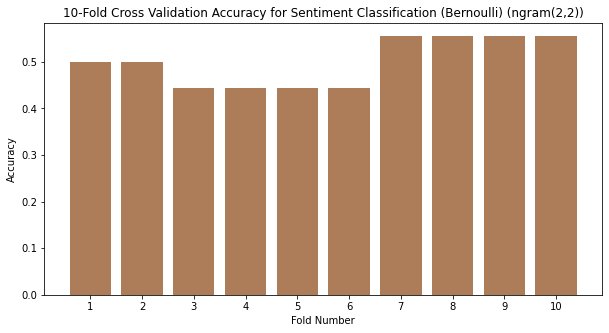 10-Fold Cross Validation Accuracy for Sentiment Classification (Bernoulli) (ngram(2,2))
0.5
0.4
0.3
0.2
0.1
0.0
Accuracy
1 2 3 4 5 6 7 8 9 10
Fold Number